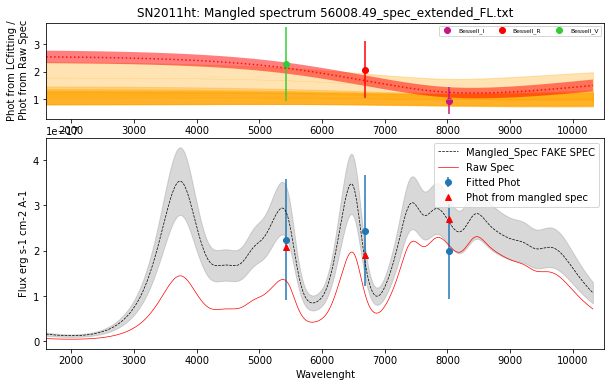 SN2011ht: Mangled spectrum 56008.49_spec_extended_FL.txt
Phot from LCfitting /
Phot from Raw Spec
Bessell_I
Bessell_R
Bessell_V
3
2
1
2000 3000 4000 5000 6000 7000 8000 9000 10000
1e−17
Flux erg s-1 cm-2 A-1
4
3
2
1
0
Mangled_Spec FAKE SPEC
Raw Spec
Fitted Phot
Phot from mangled spec
2000 3000 4000 5000 6000 7000 8000 9000 10000
Wavelenght